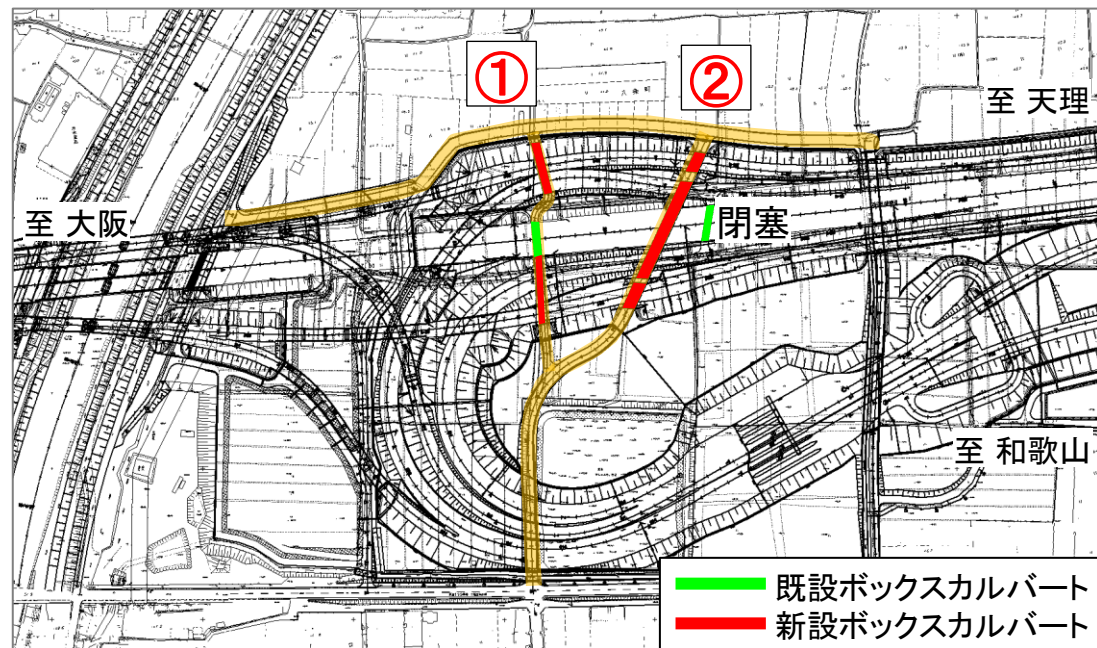 ①
②
至 天理
至 大阪
閉塞
至 和歌山
既設ボックスカルバート
新設ボックスカルバート